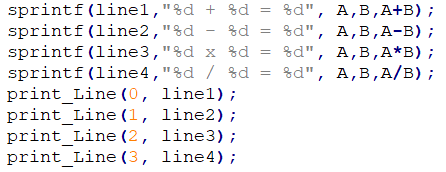 sprintf(line1,"%d + %d = %d", A,B,A+B);
sprintf(line2,"%d - %d = %d", A,B,A-B);
sprintf(line3,"%d x %d = %d", A,B,A*B);
sprintf(line4,"%d / %d = %d", A,B,A/B);
print_Line(0, line1);
print_Line(1, line2);
print_Line(2, line3);
print_Line(3, line4);